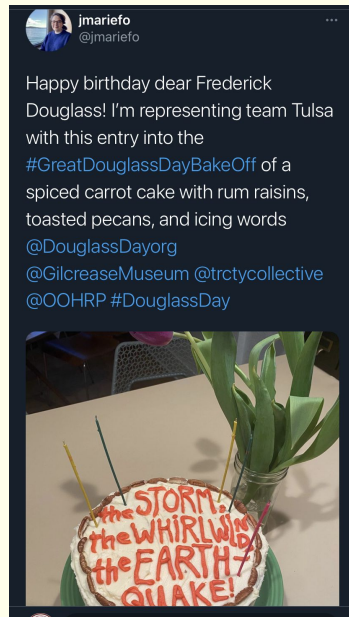 jmariefo
@jmariefo
Happy birthday dear Frederick
Douglass! I’m representing team Tulsa
with this entry into the
#GreatDouglassDayBakeOff of a
spiced carrot cake with rum raisins,
toasted pecans, and icing words
@DouglassDayorg
@GilcreaseMuseum @trctycollective
@OOHRP #DouglassDay
the STORM,
the WHIRLWIND
the EARTH-
QUAKE!